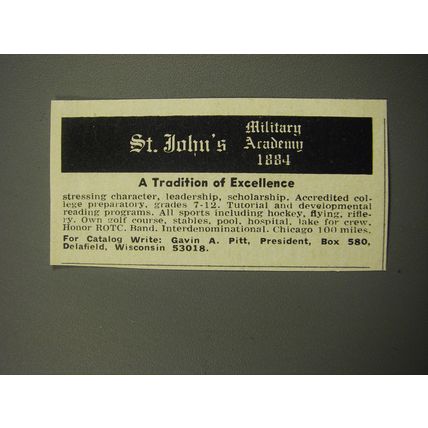 St. John's Military
Academy
1884
A Tradition of Excellence
stressing character, leadership, scholarship. Accredited col-
lege preparatory, grades 7-12. Tutorial and developmental
reading programs. All sports including hockey, flying, rifle-
ry. Own golf course, stables, pool, hospital, lake for crew.
Honor ROTC. Band. Interdenominational. Chicago 100 miles.
For Catalog Write: Gavin A. Pitt, President, Box 580,
Delafield, Wisconsin 53018.